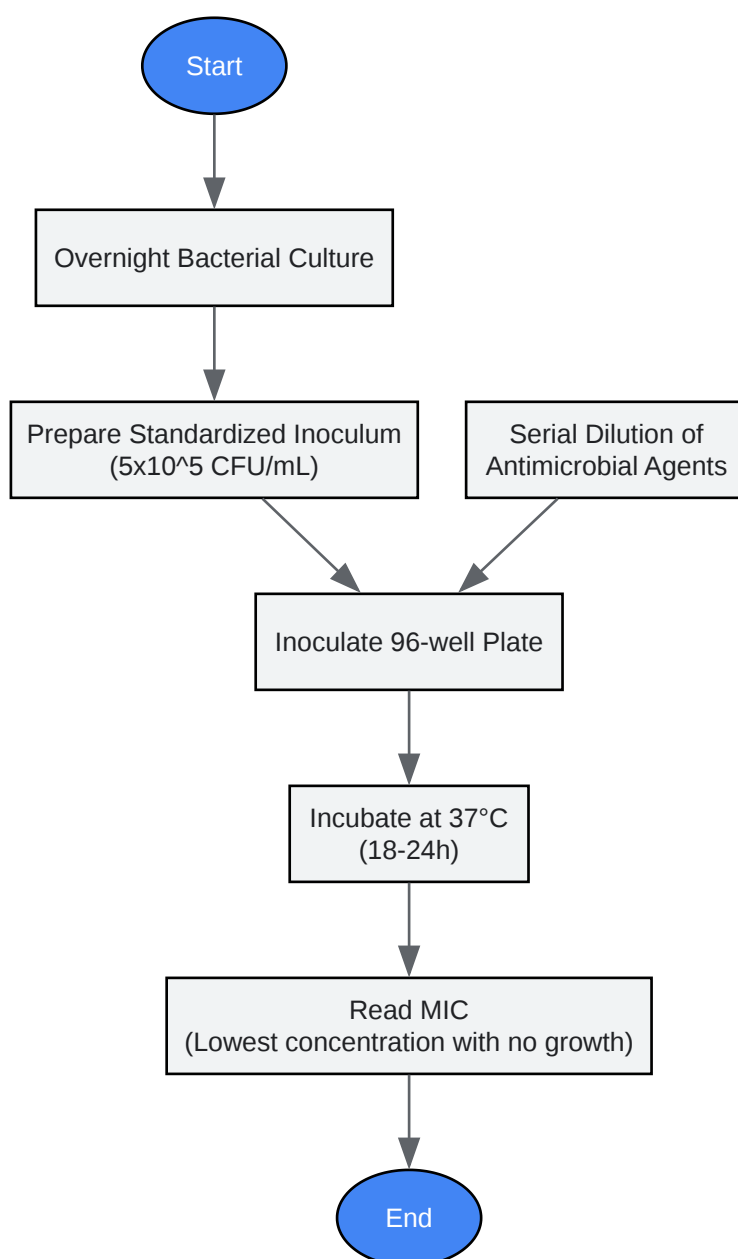 Start
Overnight Bacterial Culture
Prepare Standardized Inoculum
(5x10^5 CFU/mL)
Serial Dilution of
Antimicrobial Agents
Inoculate 96-well Plate
Incubate at 37°C
(18-24h)
Read MIC
(Lowest concentration with no growth)
End